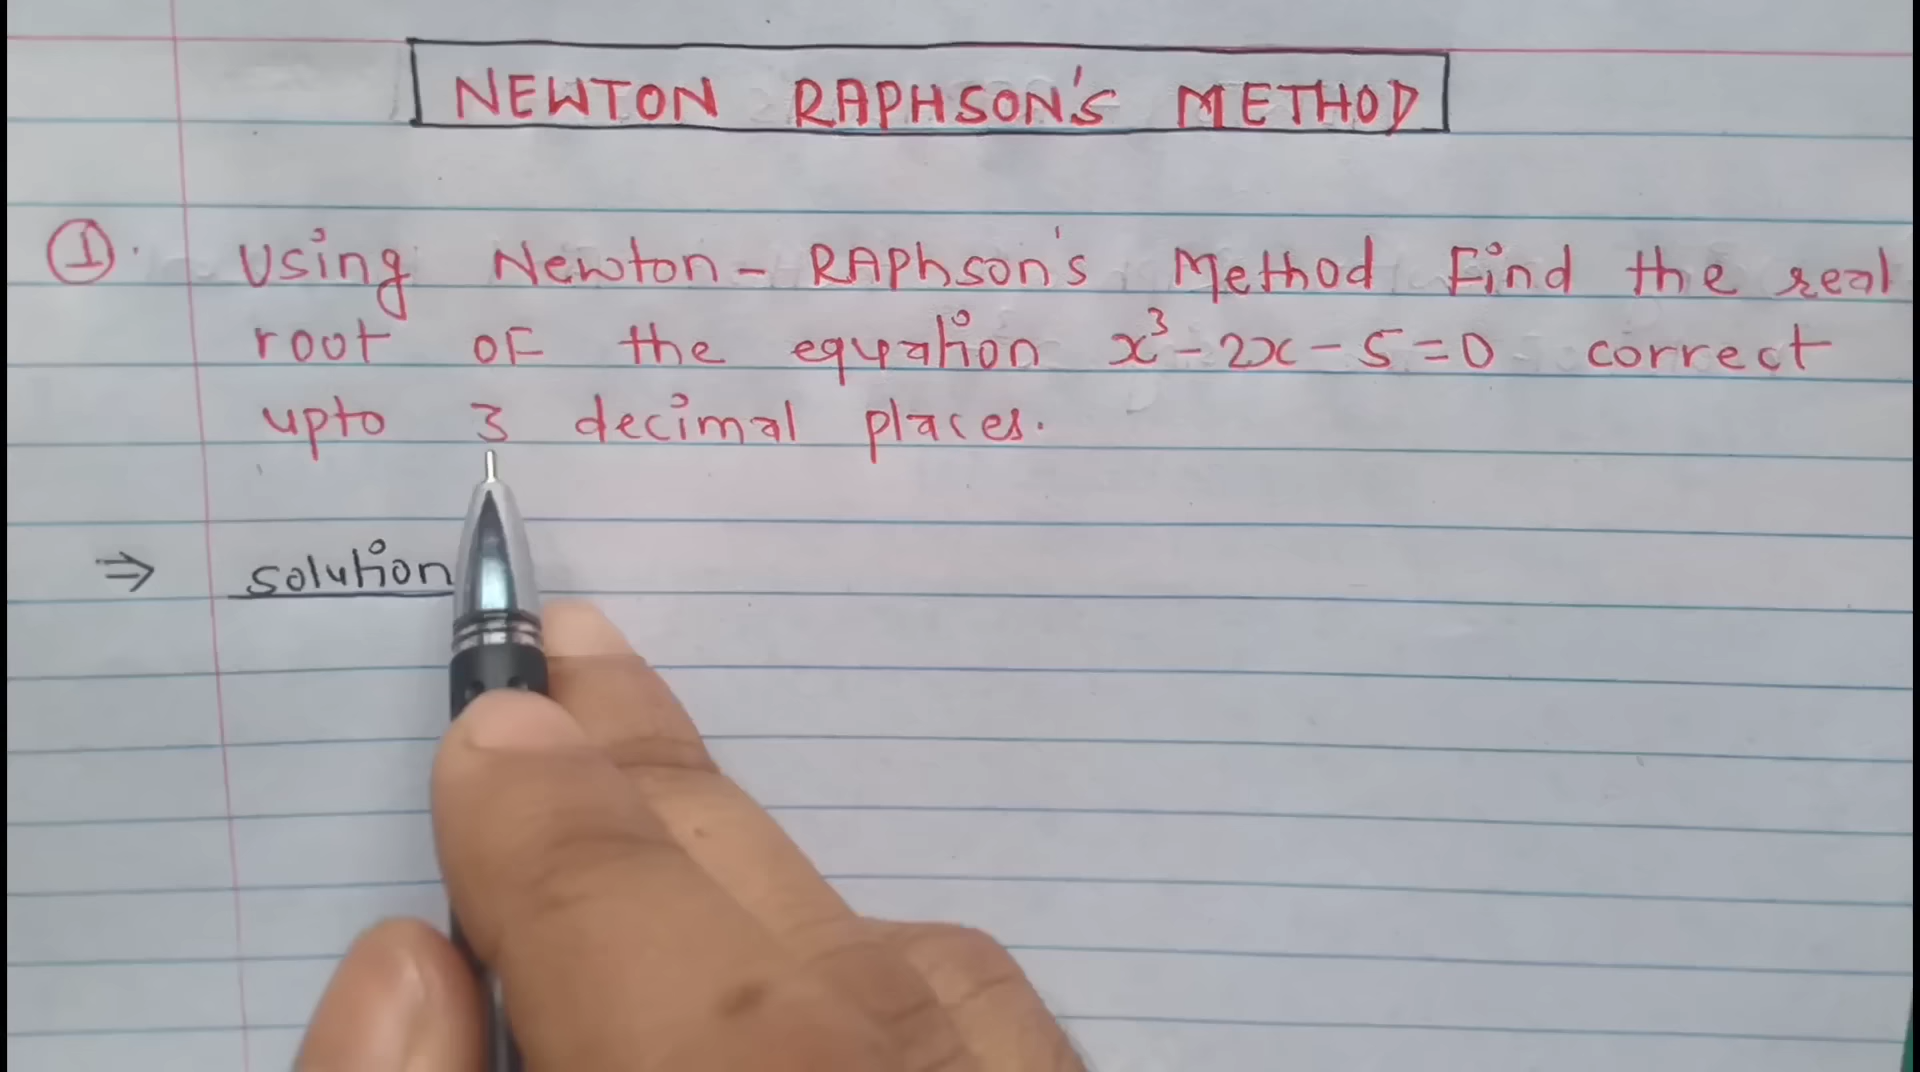 NEWTON RAPHSON'S METHOD
① Using Newton-RAPhson's Method Find the real
root OF the equation x³-2x-5=0 correct
upto 3 decimal places.
⇒ solution